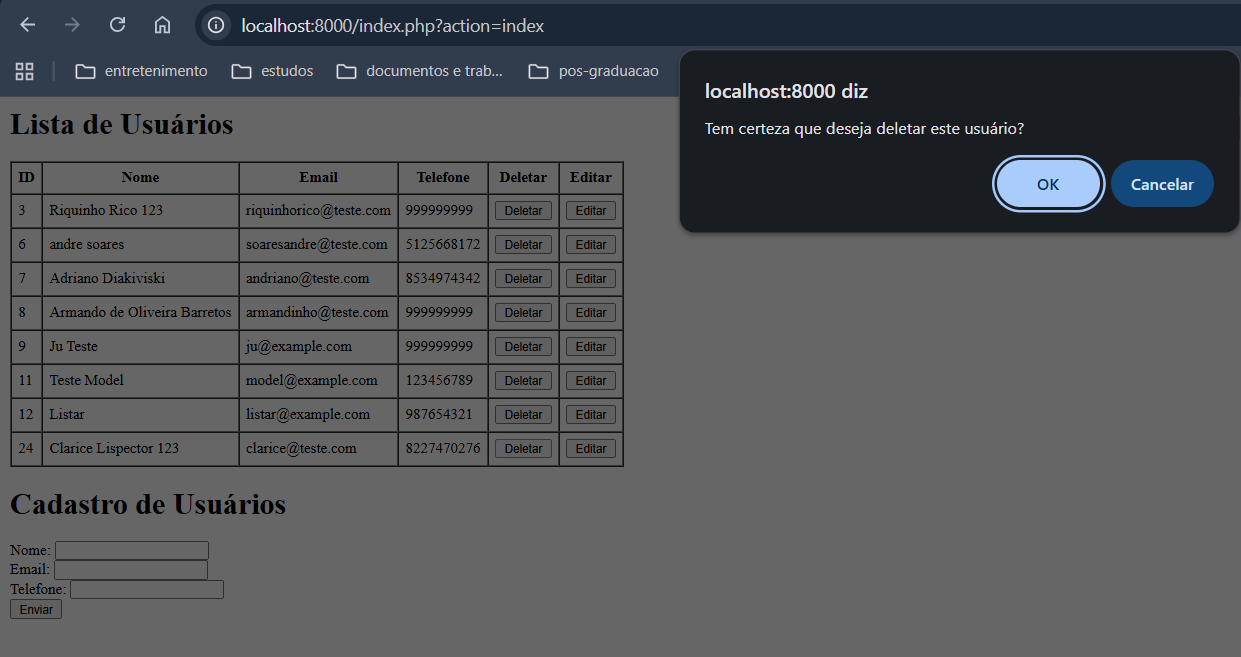 localhost:8000/index.php?action=index
entretenimento estudos documentos e trab... pos-graduacao
localhost:8000 diz
Tem certeza que deseja deletar este usuário?
OK Cancelar
Lista de Usuários
ID Nome Email Telefone Deletar Editar
3 Riquinho Rico 123 riquinhorico@teste.com 999999999 Deletar Editar
6 andre soares soaresandre@teste.com 5125668172 Deletar Editar
7 Adriano Diakiviski andriano@teste.com 8534974342 Deletar Editar
8 Armando de Oliveira Barretos armandinho@teste.com 999999999 Deletar Editar
9 Ju Teste ju@example.com 999999999 Deletar Editar
11 Teste Model model@example.com 123456789 Deletar Editar
12 Listar listar@example.com 987654321 Deletar Editar
24 Clarice Lispector 123 clarice@teste.com 8227470276 Deletar Editar
Cadastro de Usuários
Nome:
Email:
Telefone:
Enviar